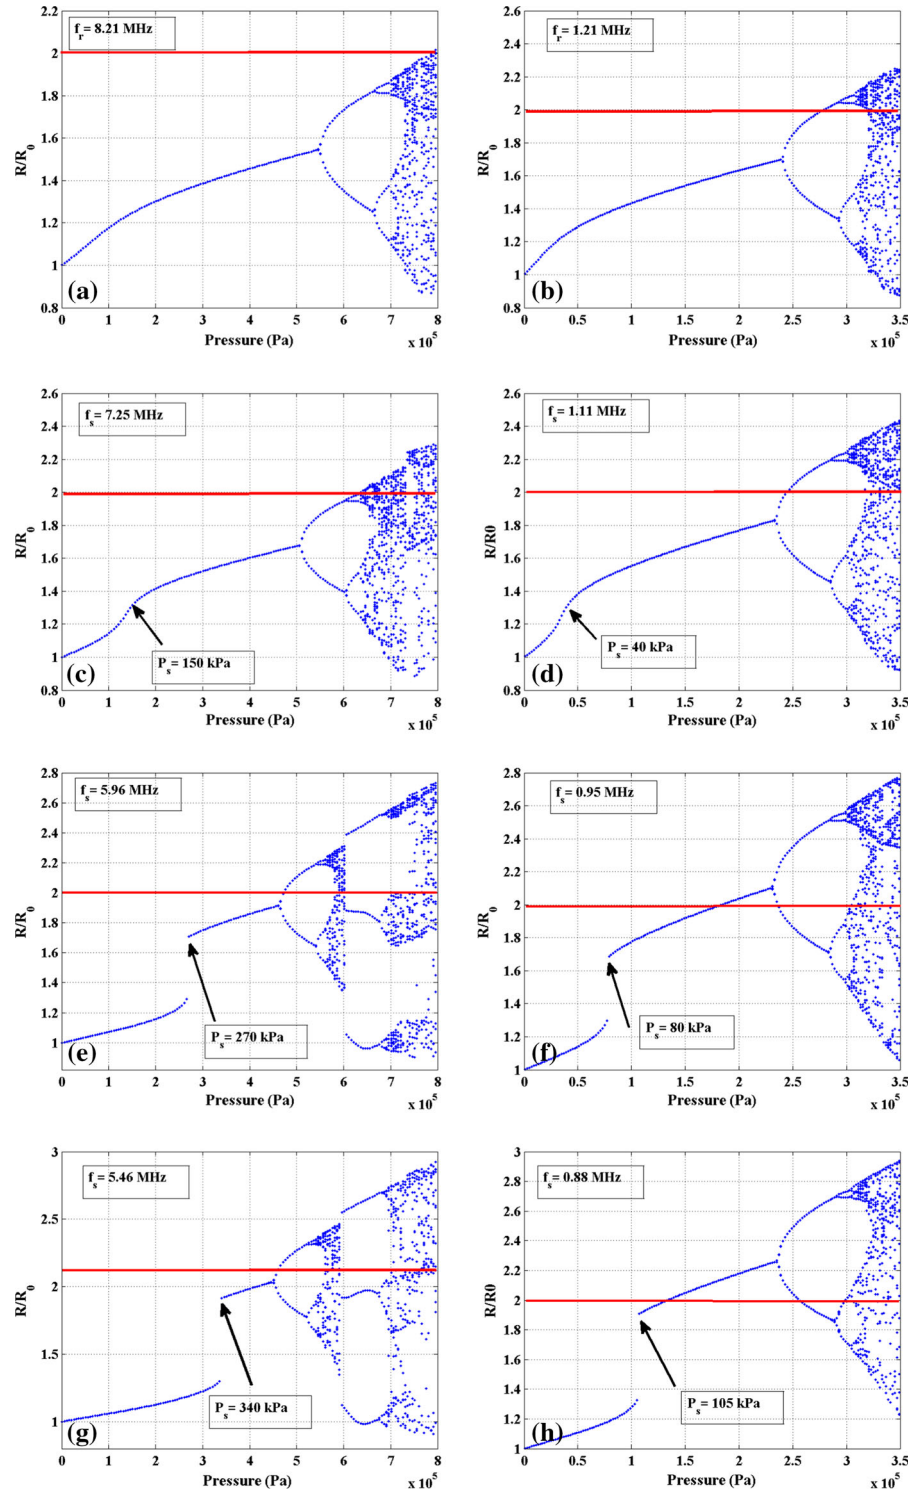 f_r = 8.21 MHz
R/R_0
2
1.8
1.6
1.4
1.2
1
0.8
(a)
0 1 2 3 4 5 6 7 8
Pressure (Pa)
x 10^5
f_r = 1.21 MHz
R/R_0
2.6
2.4
2.2
2
1.8
1.6
1.4
1.2
1
0.8
(b)
0 0.5 1 1.5 2 2.5 3 3.5
Pressure (Pa)
x 10^5
f_s = 7.25 MHz
R/R_0
2.6
2.4
2.2
2
1.8
1.6
1.4
1.2
1
0.8
P_s = 150 kPa
(c)
0 1 2 3 4 5 6 7 8
Pressure (Pa)
x 10^5
f_s = 1.11 MHz
R/R0
2.6
2.4
2.2
2
1.8
1.6
1.4
1.2
1
0.8
P_s = 40 kPa
(d)
0 0.5 1 1.5 2 2.5 3 3.5
Pressure (Pa)
x 10^5
f_s = 5.96 MHz
R/R_0
2.8
2.6
2.4
2.2
2
1.8
1.6
1.4
1.2
1
P_s = 270 kPa
(e)
0 1 2 3 4 5 6 7 8
Pressure (Pa)
x 10^5
f_s = 0.95 MHz
R/R_0
2.8
2.6
2.4
2.2
2
1.8
1.6
1.4
1.2
1
P_s = 80 kPa
(f)
0 0.5 1 1.5 2 2.5 3 3.5
Pressure (Pa)
x 10^5
f_s = 5.46 MHz
R/R_0
3
2.5
2
1.5
1
P_s = 340 kPa
(g)
0 1 2 3 4 5 6 7 8
Pressure (Pa)
x 10^5
f_s = 0.88 MHz
R/R0
3
2.8
2.6
2.4
2.2
2
1.8
1.6
1.4
1.2
1
P_s = 105 kPa
(h)
0 0.5 1 1.5 2 2.5 3 3.5
Pressure (Pa)
x 10^5